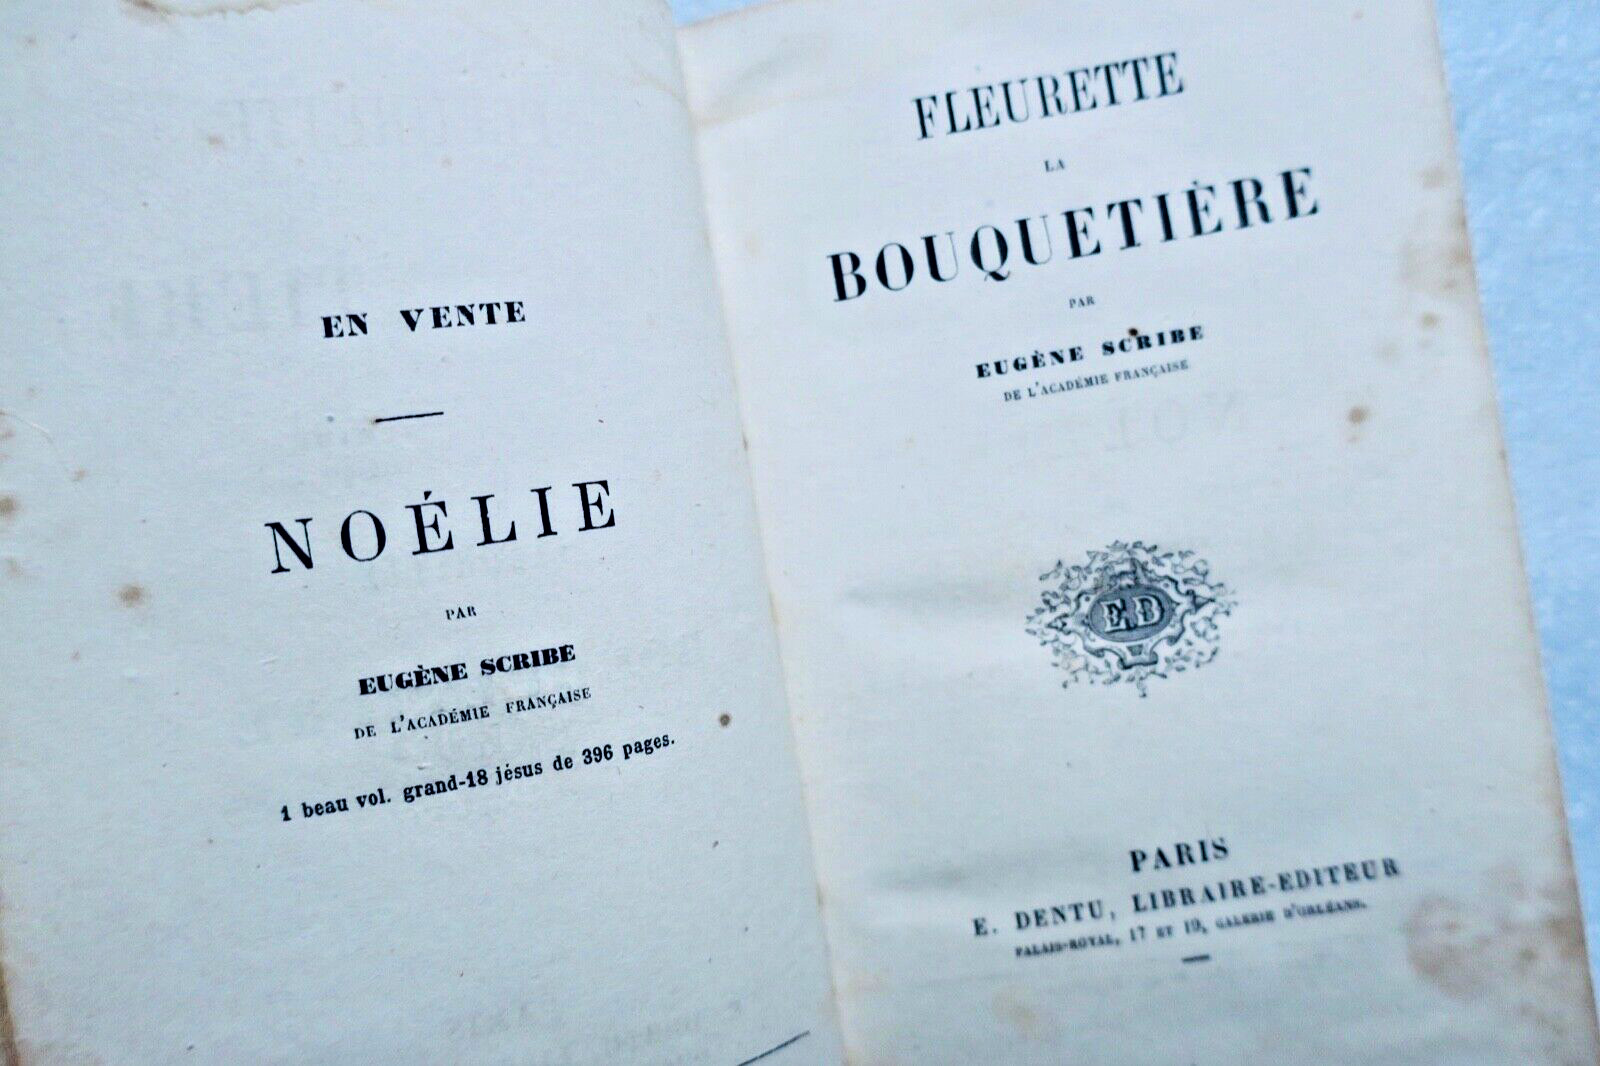 EN VENTE
NOÉLIE
PAR
EUGÈNE SCRIBE
DE L'ACADÉMIE FRANÇAISE
1 beau vol. grand-18 jésus de 396 pages.
FLEURETTE
LA
BOUQUETIÈRE
PAR
EUGÈNE SCRIBE
DE L'ACADÉMIE FRANÇAISE
ED
PARIS
E. DENTU, LIBRAIRE-EDITEUR
PALAIS-ROYAL, 17 ET 19, GALERIE D'ORLÉANS.